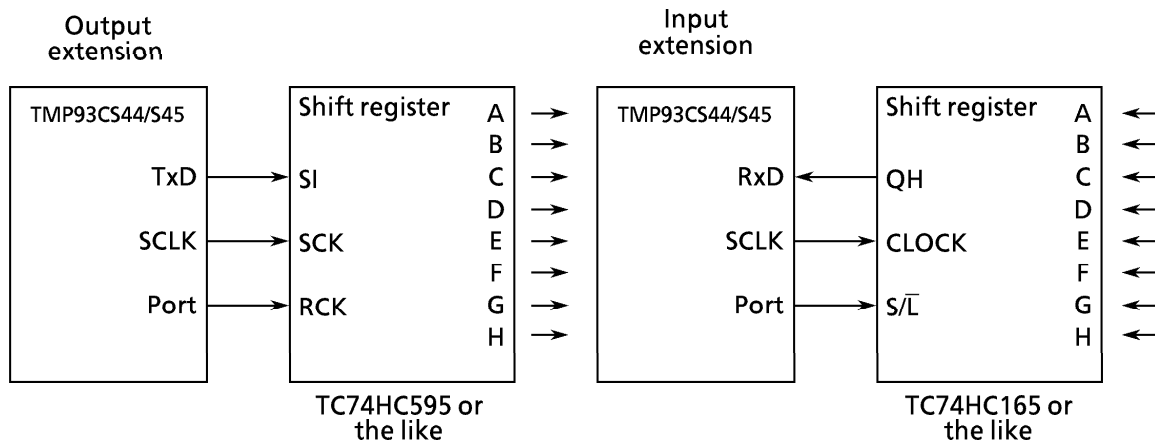 Output
extension
Input
extension
TMP93CS44/S45
TxD
SCLK
Port
Shift register
SI
SCK
RCK
A
B
C
D
E
F
G
H
TC74HC595 or
the like
TMP93CS44/S45
RxD
SCLK
Port
Shift register
QH
CLOCK
S/L̅
A
B
C
D
E
F
G
H
TC74HC165 or
the like